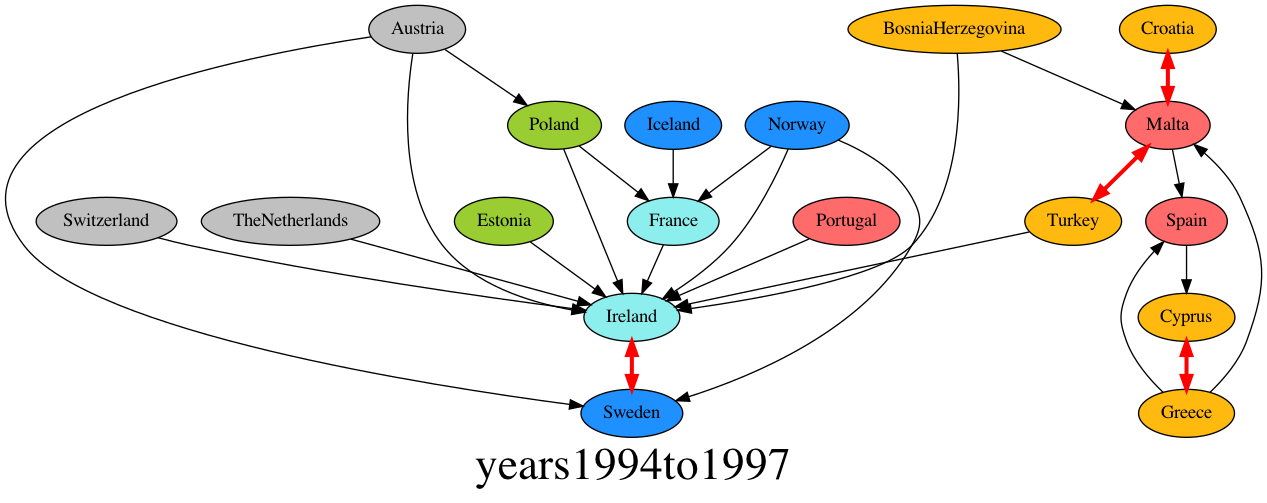 Austria
BosniaHerzegovina
Croatia
Poland
Iceland
Norway
Malta
Switzerland
TheNetherlands
Estonia
France
Portugal
Turkey
Spain
Ireland
Cyprus
Sweden
Greece
years1994to1997